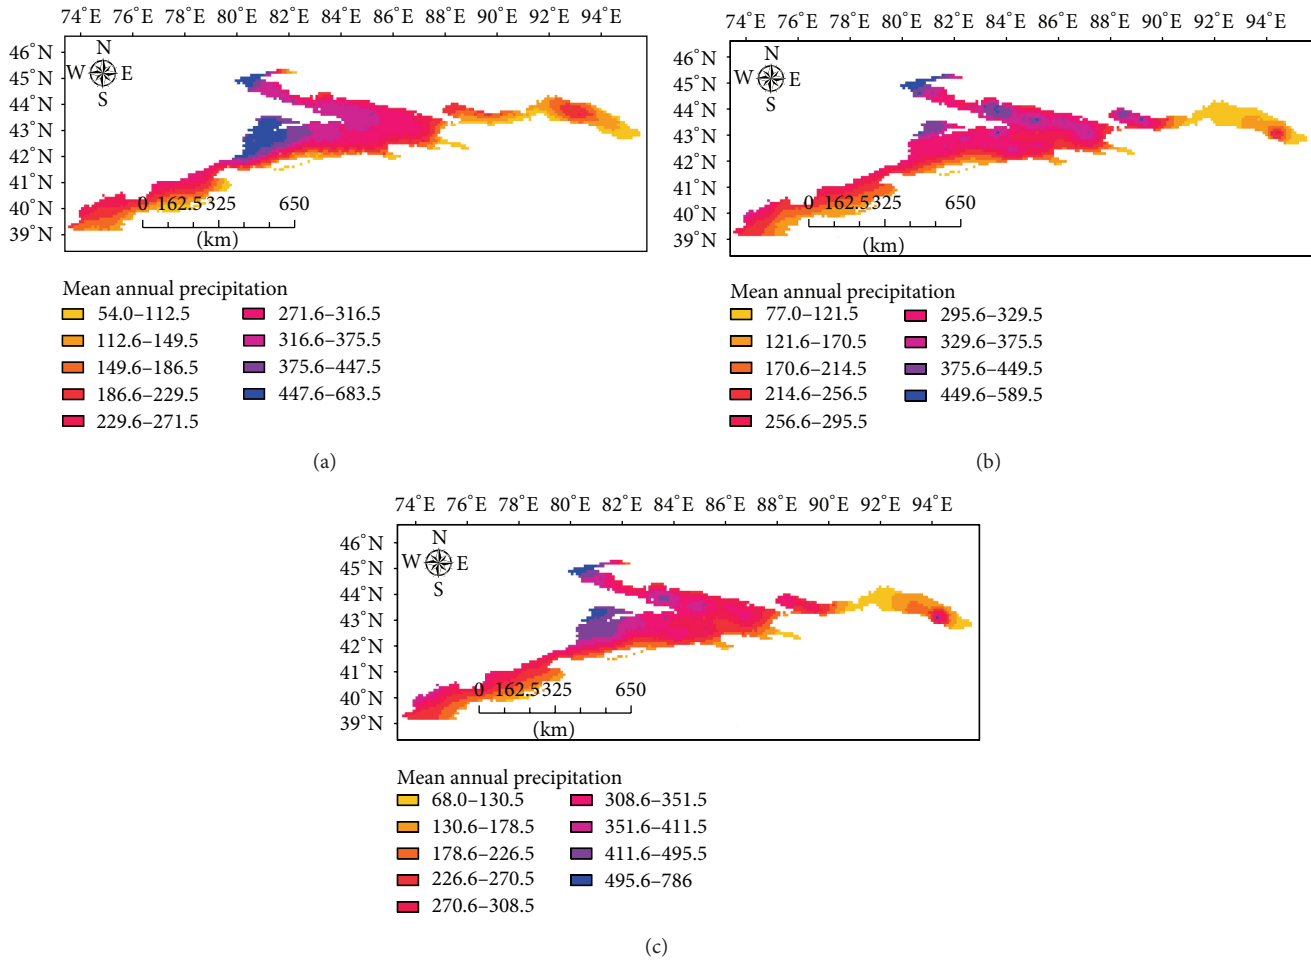 74˚E 76˚E 78˚E 80˚E 82˚E 84˚E 86˚E 88˚E 90˚E 92˚E 94˚E
46˚N
45˚N
44˚N
43˚N
42˚N
41˚N
40˚N
39˚N
N
W E
S
0 162.5 325 650
(km)
Mean annual precipitation
54.0–112.5
112.6–149.5
149.6–186.5
186.6–229.5
229.6–271.5
271.6–316.5
316.6–375.5
375.6–447.5
447.6–683.5
(a)
74˚E 76˚E 78˚E 80˚E 82˚E 84˚E 86˚E 88˚E 90˚E 92˚E 94˚E
46˚N
45˚N
44˚N
43˚N
42˚N
41˚N
40˚N
39˚N
N
W E
S
0 162.5 325 650
(km)
Mean annual precipitation
77.0–121.5
121.6–170.5
170.6–214.5
214.6–256.5
256.6–295.5
295.6–329.5
329.6–375.5
375.6–449.5
449.6–589.5
(b)
74˚E 76˚E 78˚E 80˚E 82˚E 84˚E 86˚E 88˚E 90˚E 92˚E 94˚E
46˚N
45˚N
44˚N
43˚N
42˚N
41˚N
40˚N
39˚N
N
W E
S
0 162.5 325 650
(km)
Mean annual precipitation
68.0–130.5
130.6–178.5
178.6–226.5
226.6–270.5
270.6–308.5
308.6–351.5
351.6–411.5
411.6–495.5
495.6–786
(c)